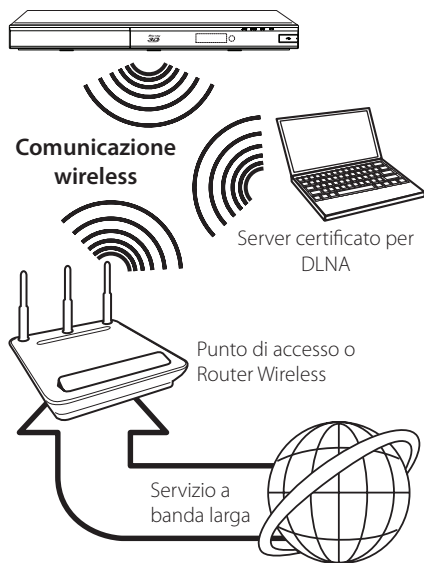 3D
Comunicazione
wireless
Server certificato per
DLNA
Punto di accesso o
Router Wireless
Servizio a
banda larga